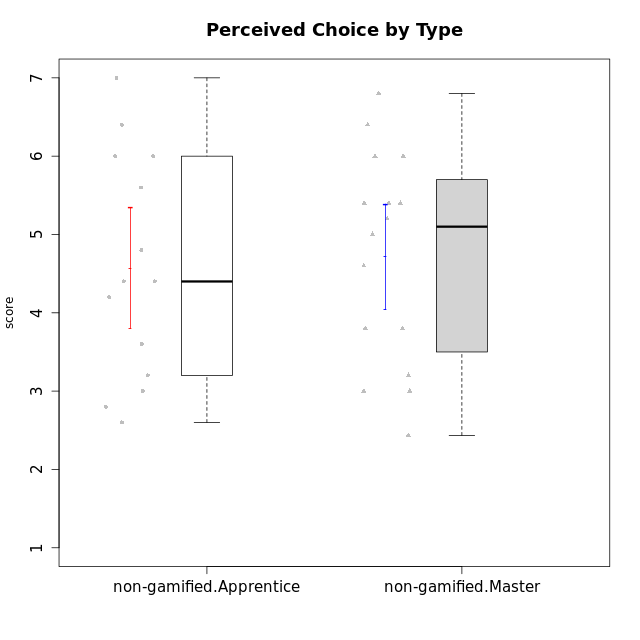 Perceived Choice by Type
7
6
5
4
3
2
1
score
non-gamified.Apprentice
non-gamified.Master